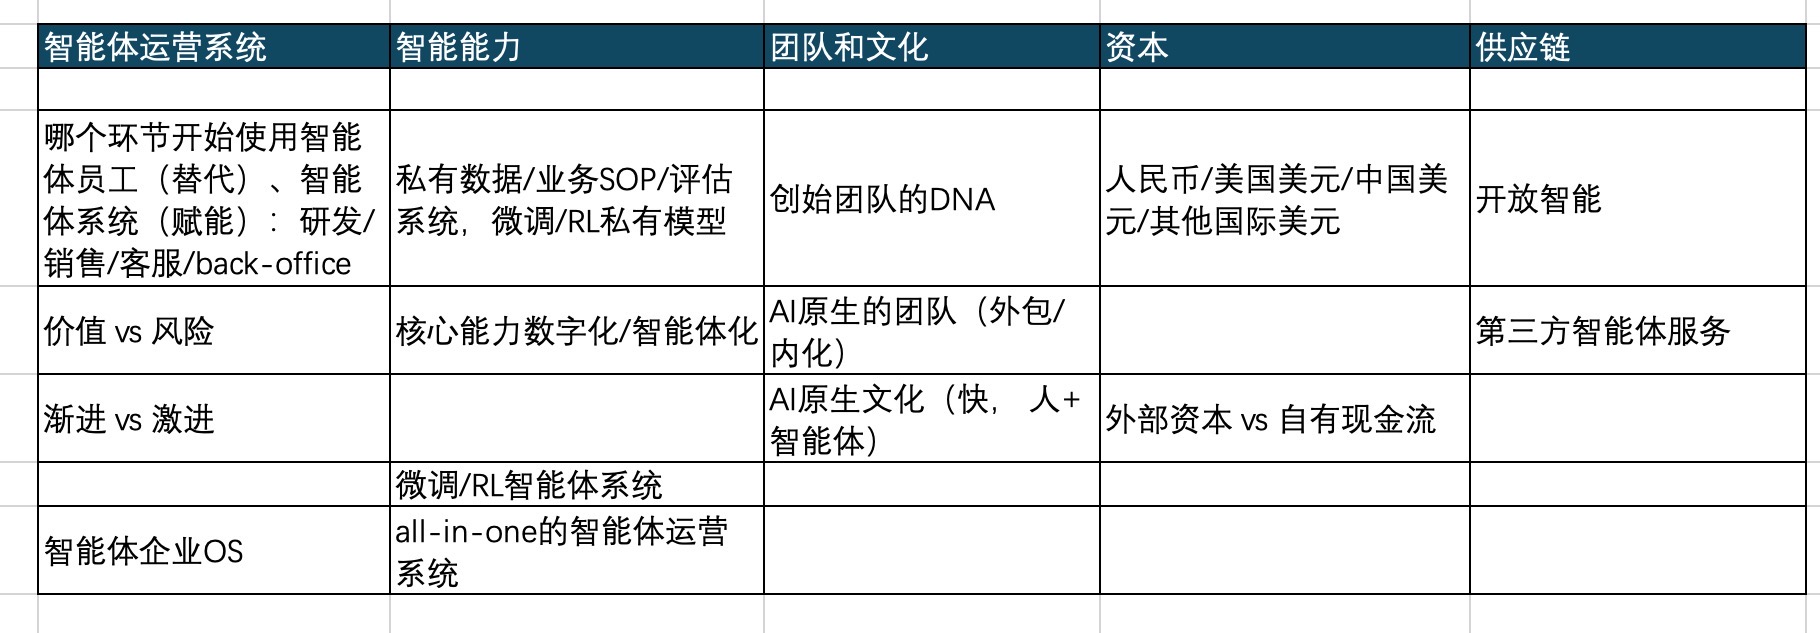 智能体运营系统
智能能力
团队和文化
资本
供应链
哪个环节开始使用智能
体员工（替代）、智能
体系统（赋能）：研发/
销售/客服/back-office
私有数据/业务SOP/评估
系统，微调/RL私有模型
创始团队的DNA
人民币/美国美元/中国美
元/其他国际美元
开放智能
价值 vs 风险
核心能力数字化/智能体化
AI原生的团队（外包/
内化）
第三方智能体服务
渐进 vs 激进
AI原生文化（快， 人+
智能体）
外部资本 vs 自有现金流
微调/RL智能体系统
智能体企业OS
all-in-one的智能体运营
系统